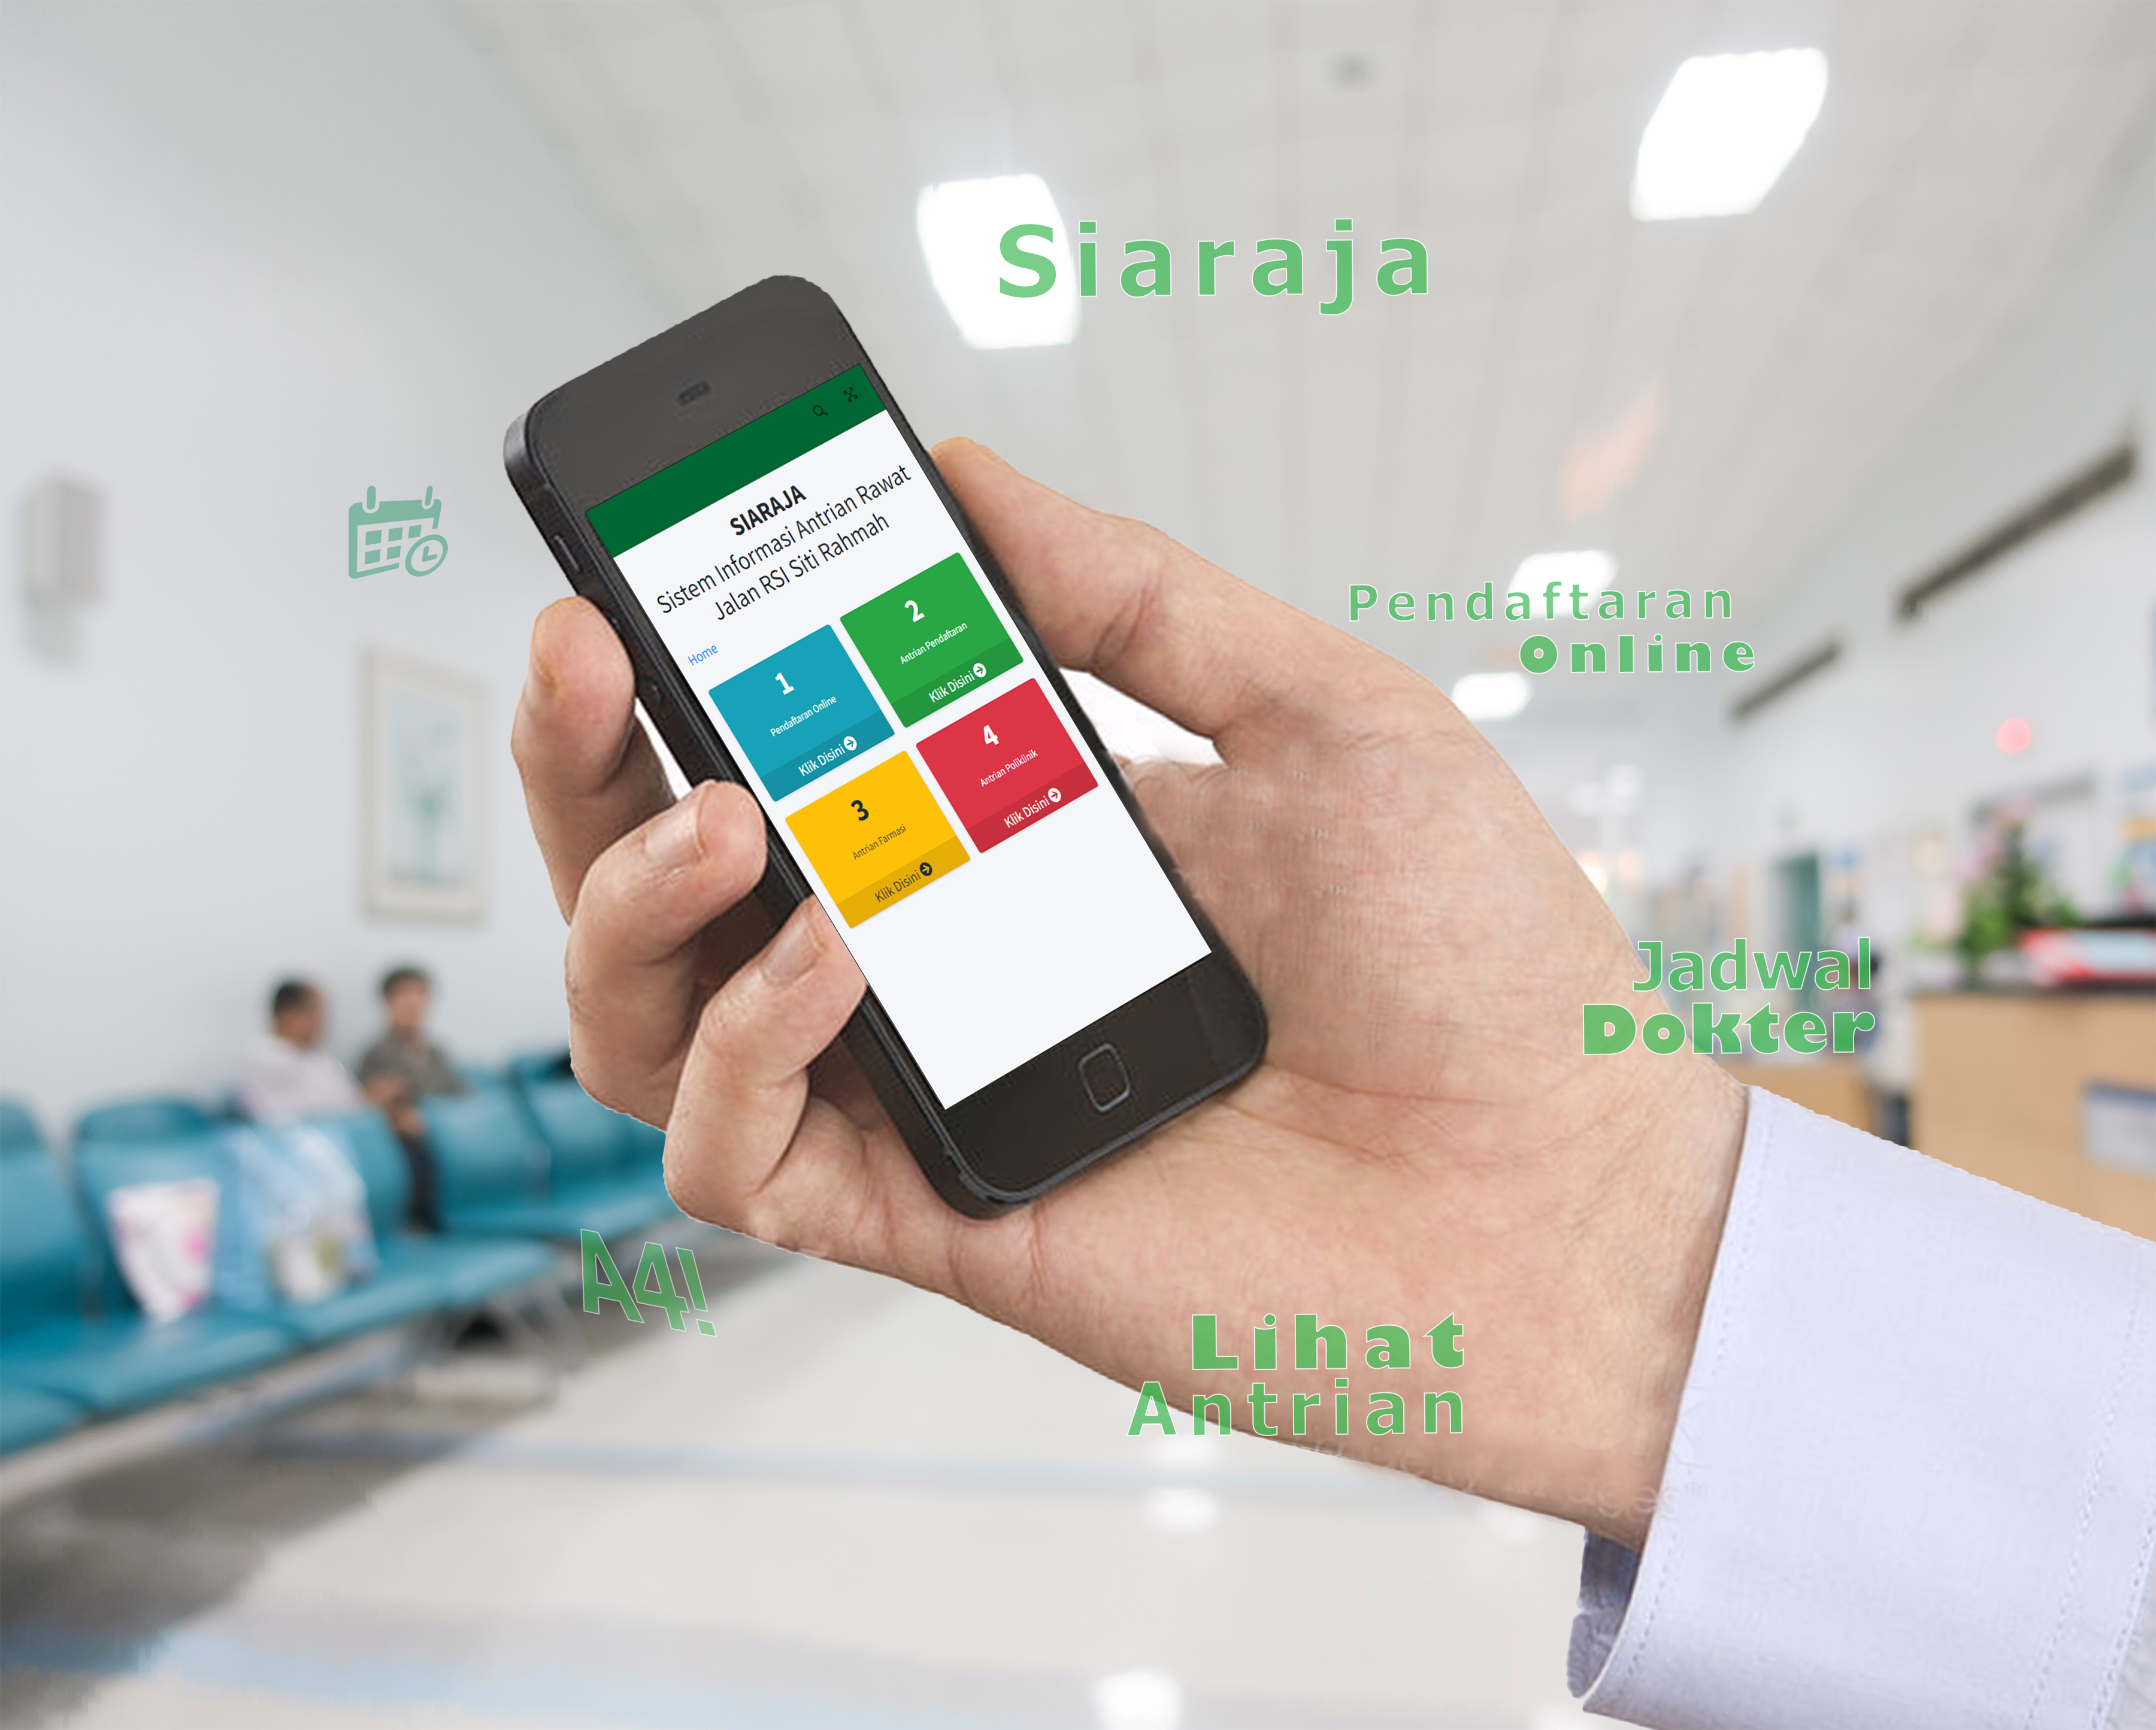 Siaraja
SIARAJA
Sistem Informasi Antrian Rawat
Jalan RSI Siti Rahmah
Home
1
Pendaftaran Online
Klik Disini
2
Antrian Pendaftaran
Klik Disini
3
Antrian Farmasi
Klik Disini
4
Antrian Poliklinik
Klik Disini
Pendaftaran
Online
Jadwal
Dokter
A4!
Lihat
Antrian